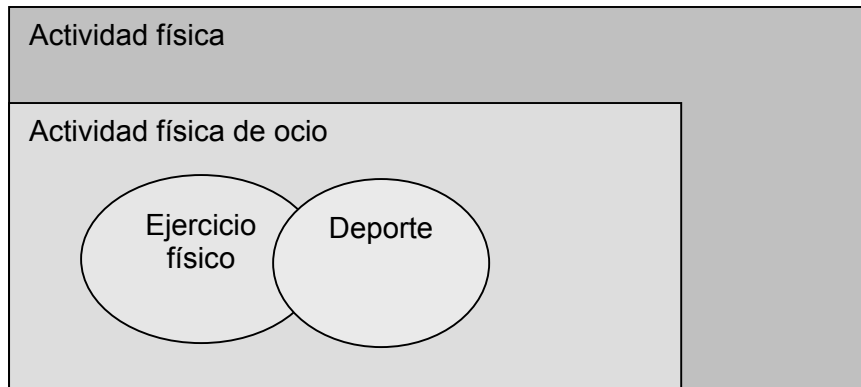 Actividad física
Actividad física de ocio
Ejercicio
físico
Deporte